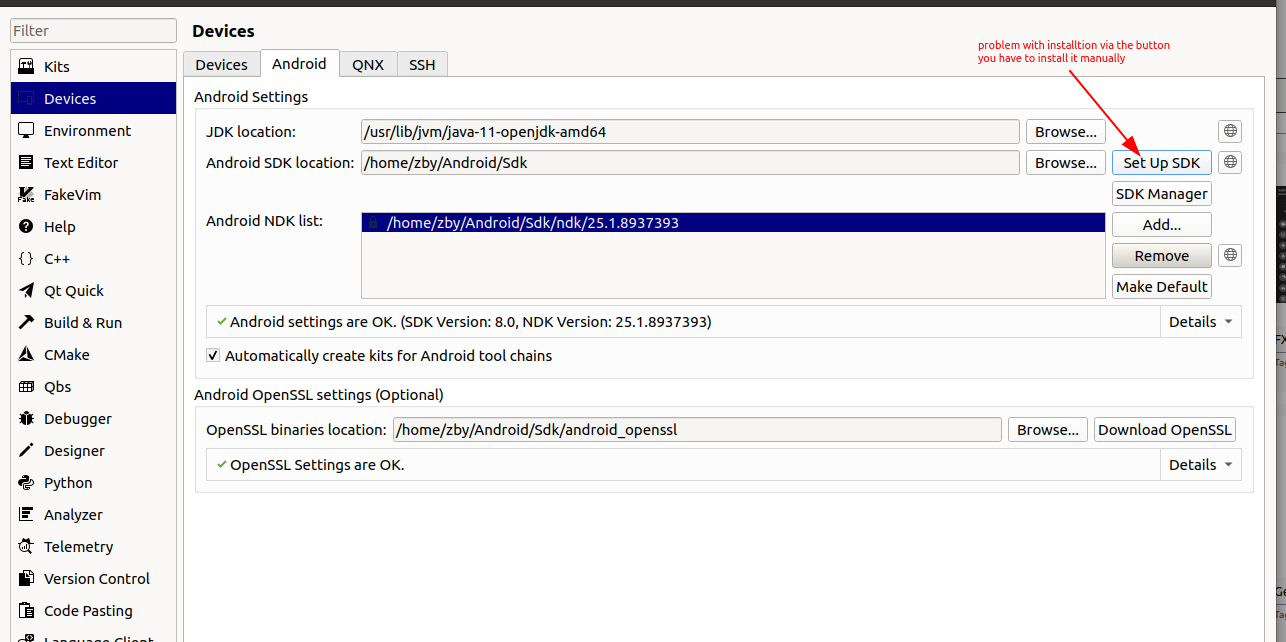 Filter
Kits
Devices
Environment
Text Editor
FakeVim
Help
C++
Qt Quick
Build & Run
CMake
Qbs
Debugger
Designer
Python
Analyzer
Telemetry
Version Control
Code Pasting
Language Client
Devices
Devices Android QNX SSH
problem with installtion via the button
you have to install it manually
Android Settings
JDK location: /usr/lib/jvm/java-11-openjdk-amd64 Browse...
Android SDK location: /home/zby/Android/Sdk Browse... Set Up SDK
SDK Manager
Android NDK list: /home/zby/Android/Sdk/ndk/25.1.8937393 Add...
Remove
Make Default
Android settings are OK. (SDK Version: 8.0, NDK Version: 25.1.8937393) Details
Automatically create kits for Android tool chains
Android OpenSSL settings (Optional)
OpenSSL binaries location: /home/zby/Android/Sdk/android_openssl Browse... Download OpenSSL
OpenSSL Settings are OK. Details